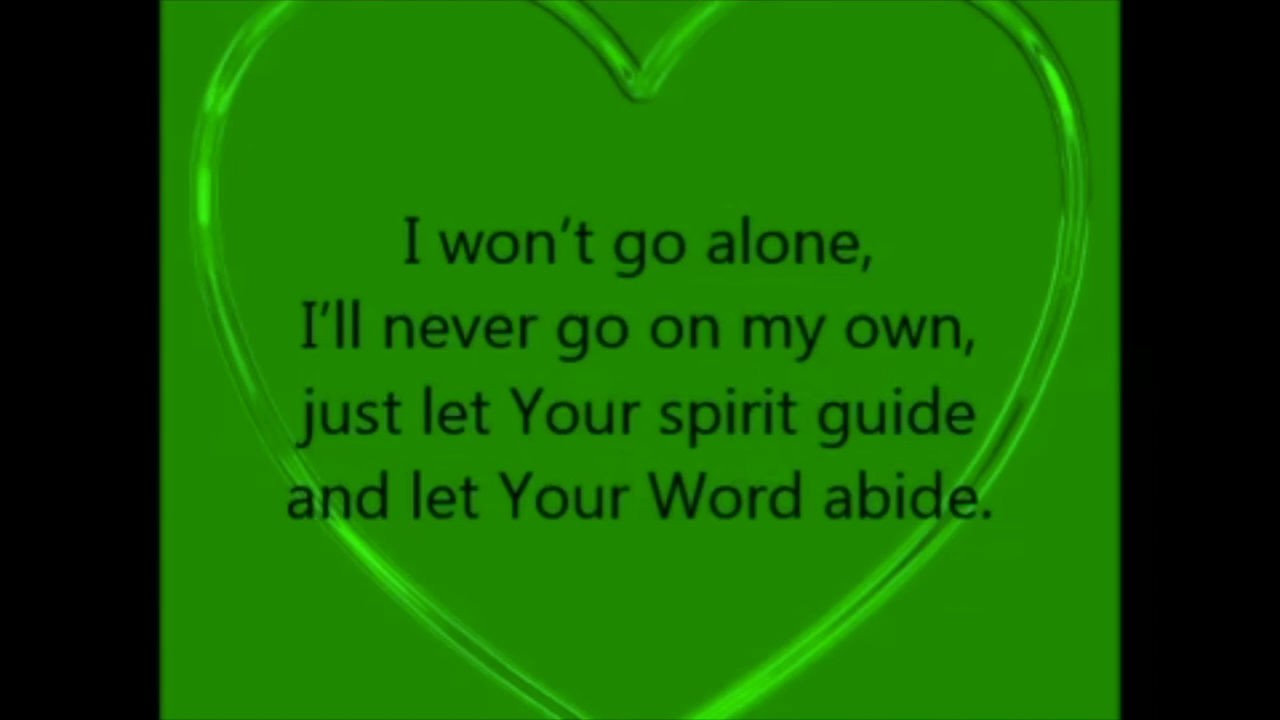 I won't go alone,
I'll never go on my own,
just let Your spirit guide
and let Your Word abide.